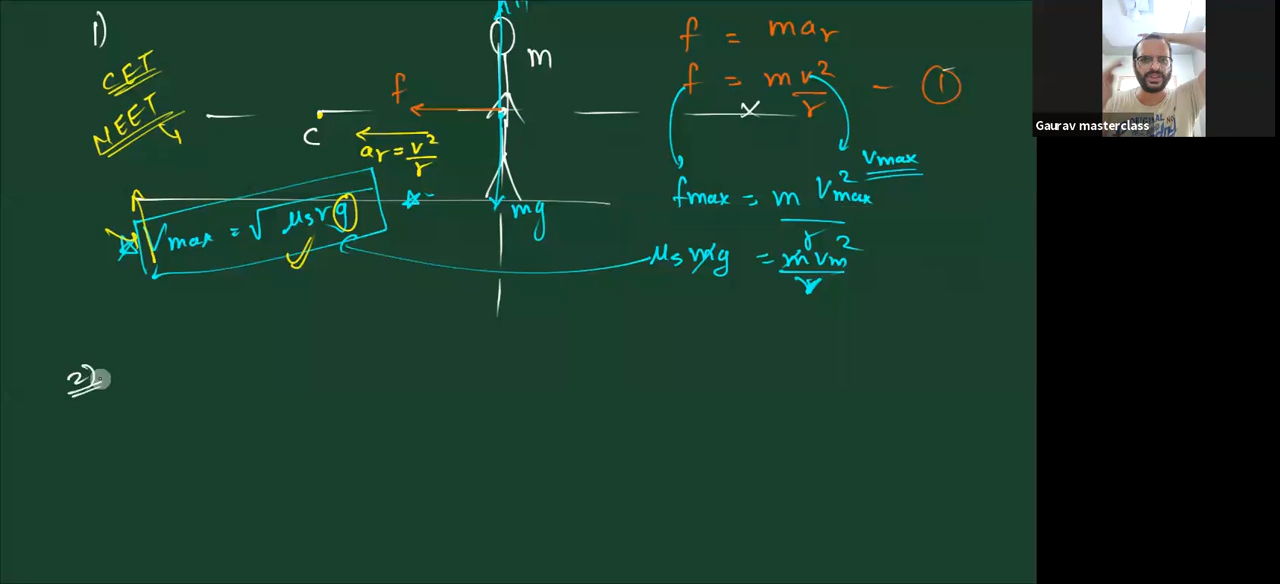 1)
CET
NEET
m
f
C
ar = v²/r
mg
Vmax = √μsrg
f = mar
f = mv²/r - ①
Vmax
fmax = m V²max/r
μs mg = mvm²/r
2)
Gaurav masterclass